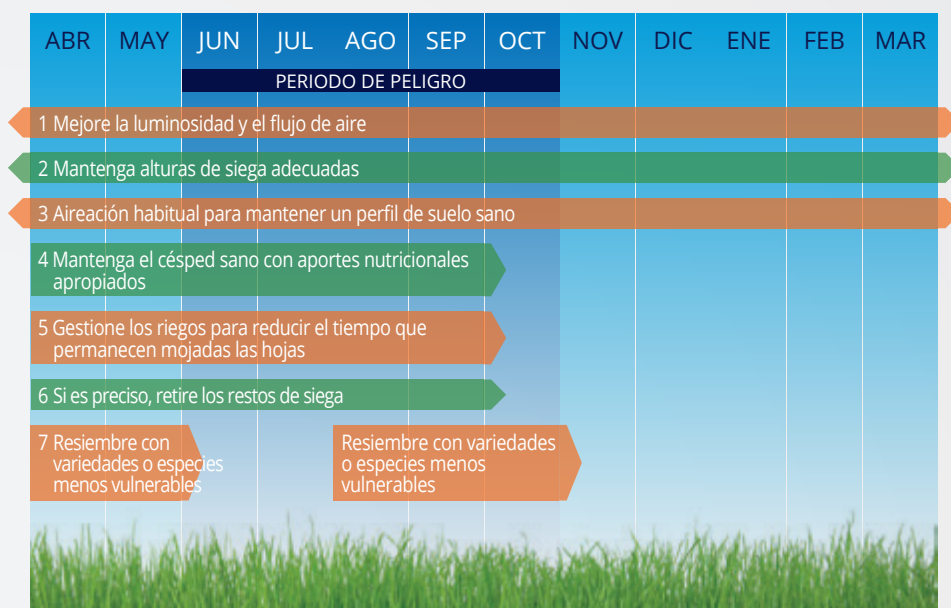 ABR MAY JUN JUL AGO SEP OCT NOV DIC ENE FEB MAR
PERIODO DE PELIGRO
1 Mejore la luminosidad y el flujo de aire
2 Mantenga alturas de siega adecuadas
3 Aireación habitual para mantener un perfil de suelo sano
4 Mantenga el césped sano con aportes nutricionales
apropiados
5 Gestione los riegos para reducir el tiempo que
permanecen mojadas las hojas
6 Si es preciso, retire los restos de siega
7 Resiembre con
variedades o especies
menos vulnerables
Resiembre con variedades
o especies menos
vulnerables